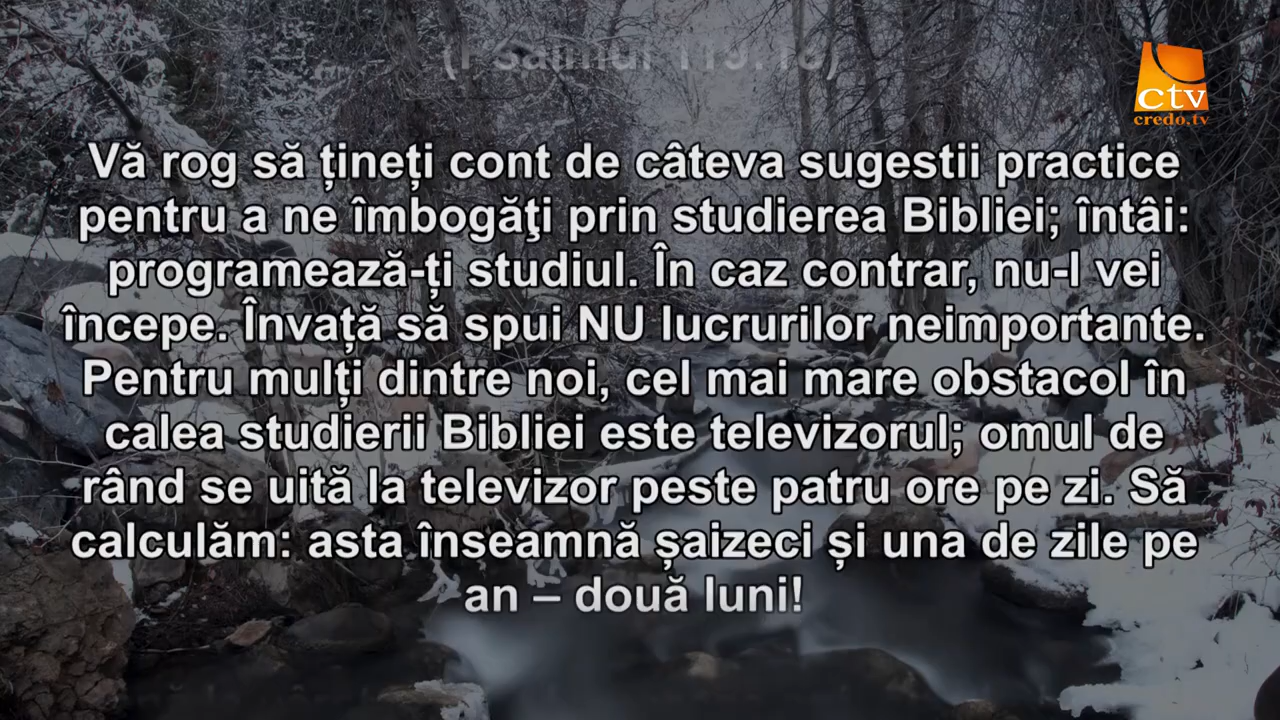 ctv
credo.tv
Vă rog să țineți cont de câteva sugestii practice
pentru a ne îmbogăţi prin studierea Bibliei; întâi:
programează-ți studiul. În caz contrar, nu-l vei
începe. Învață să spui NU lucrurilor neimportante.
Pentru mulți dintre noi, cel mai mare obstacol în
calea studierii Bibliei este televizorul; omul de
rând se uită la televizor peste patru ore pe zi. Să
calculăm: asta înseamnă șaizeci și una de zile pe
an – două luni!